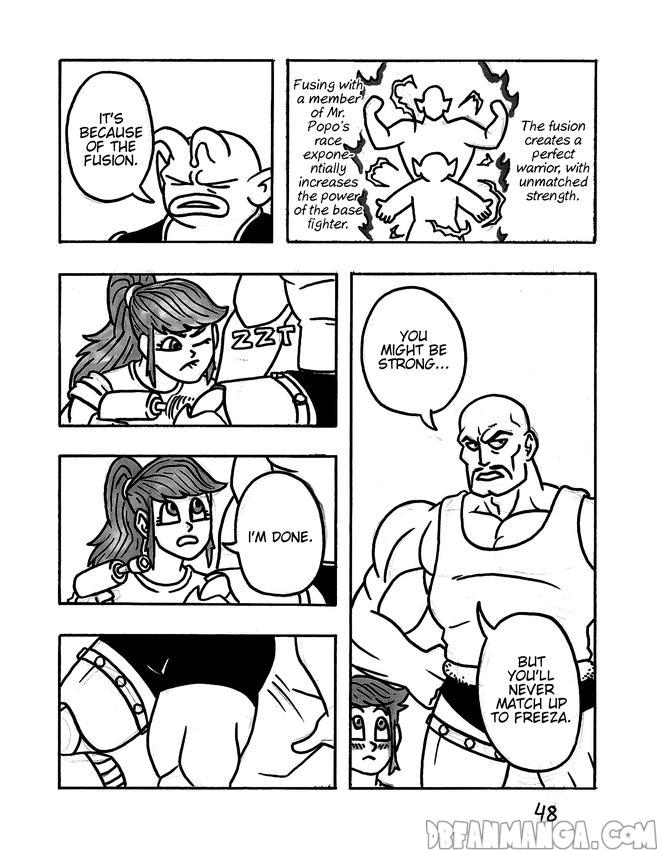 IT'S
BECAUSE
OF THE
FUSION.
Fusing with
a member
of Mr.
Popo's
race
expone-
ntially
increases
the power
of the base
fighter.
The fusion
creates a
perfect
warrior, with
unmatched
strength.
ZZT
I'M DONE.
YOU
MIGHT BE
STRONG...
BUT
YOU'LL
NEVER
MATCH UP
TO FREEZA.
48
DBFANMANGA.COM